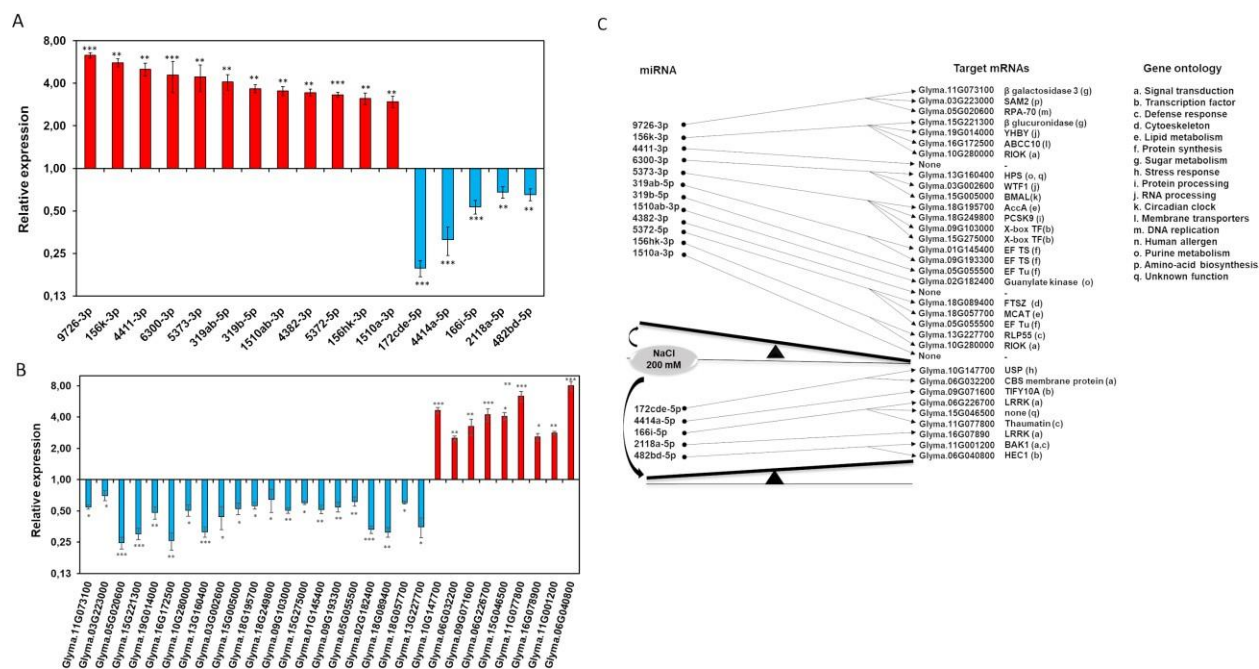 A
Relative expression
8,00
4,00
2,00
1,00
0,50
0,25
0,13
*** ** ** *** ** ** ** ** ** *** ** **
*** *** *** ** **
9726-3p
156k-3p
4411-3p
6300-3p
5373-3p
319ab-5p
319b-5p
1510ab-3p
4382-3p
5372-5p
156hk-3p
1510a-3p
172cde-5p
4414a-5p
166i-5p
2118a-5p
482bd-5p
B
Relative expression
8,00
4,00
2,00
1,00
0,50
0,25
0,13
Glyma.11G073100
Glyma.03G223000
Glyma.05G020600
Glyma.15G221300
Glyma.19G014000
Glyma.16G172500
Glyma.10G280000
Glyma.13G160400
Glyma.03G002600
Glyma.15G005000
Glyma.18G195700
Glyma.18G249800
Glyma.09G103000
Glyma.15G275000
Glyma.01G145400
Glyma.09G193300
Glyma.05G055500
Glyma.02G182400
Glyma.18G089400
Glyma.18G057700
Glyma.13G227700
Glyma.10G147700
Glyma.06G032200
Glyma.09G071600
Glyma.06G226700
Glyma.15G046500
Glyma.11G077800
Glyma.16G078900
Glyma.11G001200
Glyma.06G040800
C
miRNA
9726-3p
156k-3p
4411-3p
6300-3p
5373-3p
319ab-5p
319b-5p
1510ab-3p
4382-3p
5372-5p
156hk-3p
1510a-3p
NaCl
200 mM
172cde-5p
4414a-5p
166i-5p
2118a-5p
482bd-5p
Target mRNAs
Glyma.11G073100 β galactosidase 3 (g)
Glyma.03G223000 SAM2 (p)
Glyma.05G020600 RPA-70 (m)
Glyma.15G221300 β glucuronidase (g)
Glyma.19G014000 YHBY (j)
Glyma.16G172500 ABCC10 (l)
Glyma.10G280000 RIOK (a)
None -
Glyma.13G160400 HPS (o, q)
Glyma.03G002600 WTF1 (j)
Glyma.15G005000 BMAL(k)
Glyma.18G195700 AccA (e)
Glyma.18G249800 PCSK9 (i)
Glyma.09G103000 X-box TF(b)
Glyma.15G275000 X-box TF(b)
Glyma.01G145400 EF TS (f)
Glyma.09G193300 EF TS (f)
Glyma.05G055500 EF Tu (f)
Glyma.02G182400 Guanylate kinase (o)
None -
Glyma.18G089400 FTSZ (d)
Glyma.18G057700 MCAT (e)
Glyma.05G055500 EF Tu (f)
Glyma.13G227700 RLP55 (c)
Glyma.10G280000 RIOK (a)
None -
Glyma.10G147700 USP (h)
Glyma.06G032200 CBS membrane protein (a)
Glyma.09G071600 TIFY10A (b)
Glyma.06G226700 LRRK (a)
Glyma.15G046500 none (q)
Glyma.11G077800 Thaumatin (c)
Glyma.16G07890 LRRK (a)
Glyma.11G001200 BAK1 (a,c)
Glyma.06G040800 HEC1 (b)
Gene ontology
a. Signal transduction
b. Transcription factor
c. Defense response
d. Cytoeskeleton
e. Lipid metabolism
f. Protein synthesis
g. Sugar metabolism
h. Stress response
i. Protein processing
j. RNA processing
k. Circadian clock
l. Membrane transporters
m. DNA replication
n. Human allergen
o. Purine metabolism
p. Amino-acid biosynthesis
q. Unknown function